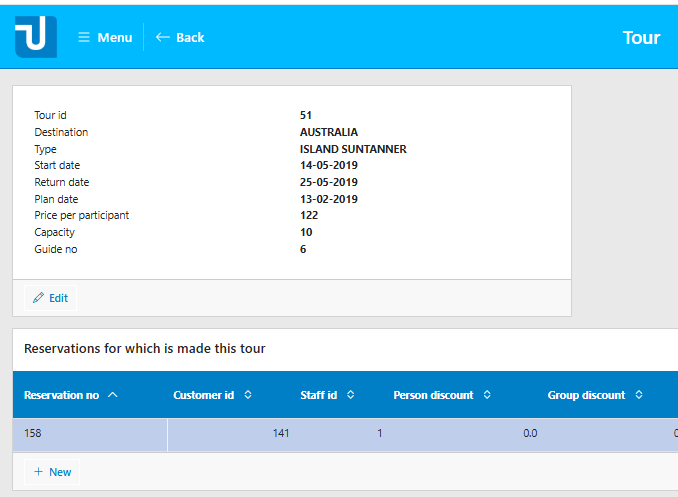 Menu Back Tour
Tour id 51
Destination AUSTRALIA
Type ISLAND SUNTANNER
Start date 14-05-2019
Return date 25-05-2019
Plan date 13-02-2019
Price per participant 122
Capacity 10
Guide no 6
Edit
Reservations for which is made this tour
Reservation no Customer id Staff id Person discount Group discount
158 141 1 0.0
+ New